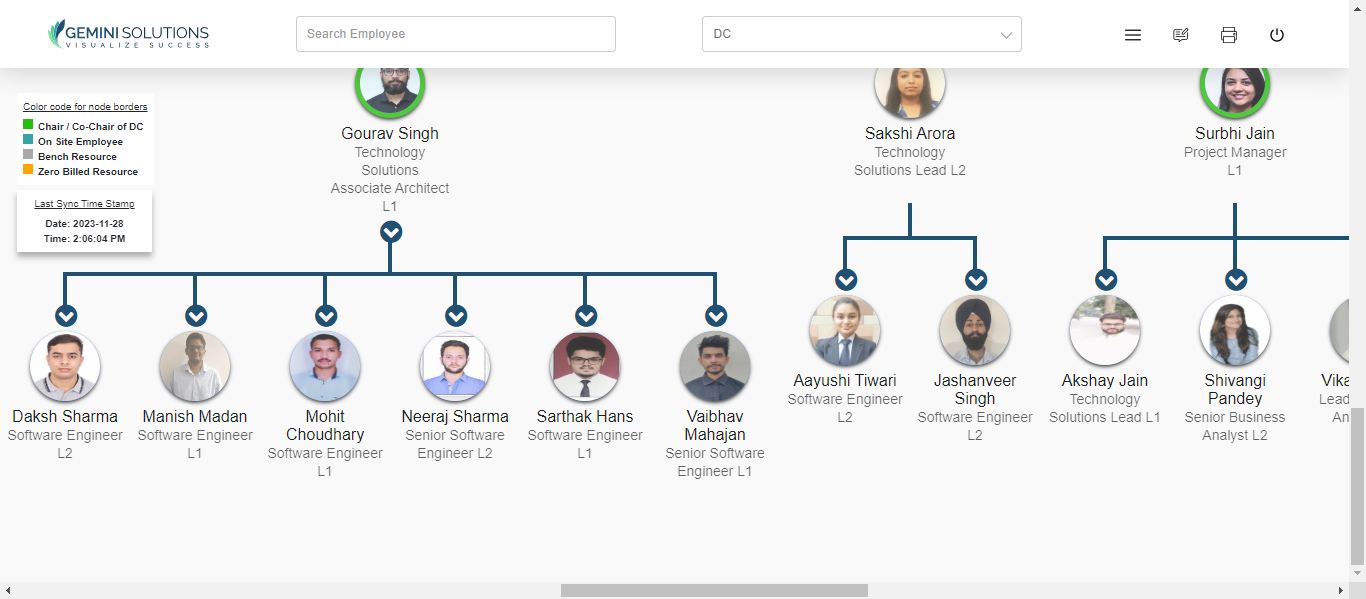 GEMINI SOLUTIONS
VISUALIZE SUCCESS
Search Employee
DC
Color code for node borders
Chair / Co-Chair of DC
On Site Employee
Bench Resource
Zero Billed Resource
Last Sync Time Stamp
Date: 2023-11-28
Time: 2:06:04 PM
Gourav Singh
Technology
Solutions
Associate Architect
L1
Sakshi Arora
Technology
Solutions Lead L2
Surbhi Jain
Project Manager
L1
Daksh Sharma
Software Engineer
L2
Manish Madan
Software Engineer
L1
Mohit
Choudhary
Software Engineer
L1
Neeraj Sharma
Senior Software
Engineer L2
Sarthak Hans
Software Engineer
L1
Vaibhav
Mahajan
Senior Software
Engineer L1
Aayushi Tiwari
Software Engineer
L2
Jashanveer
Singh
Software Engineer
L2
Akshay Jain
Technology
Solutions Lead L1
Shivangi
Pandey
Senior Business
Analyst L2
Vika
Lead
An